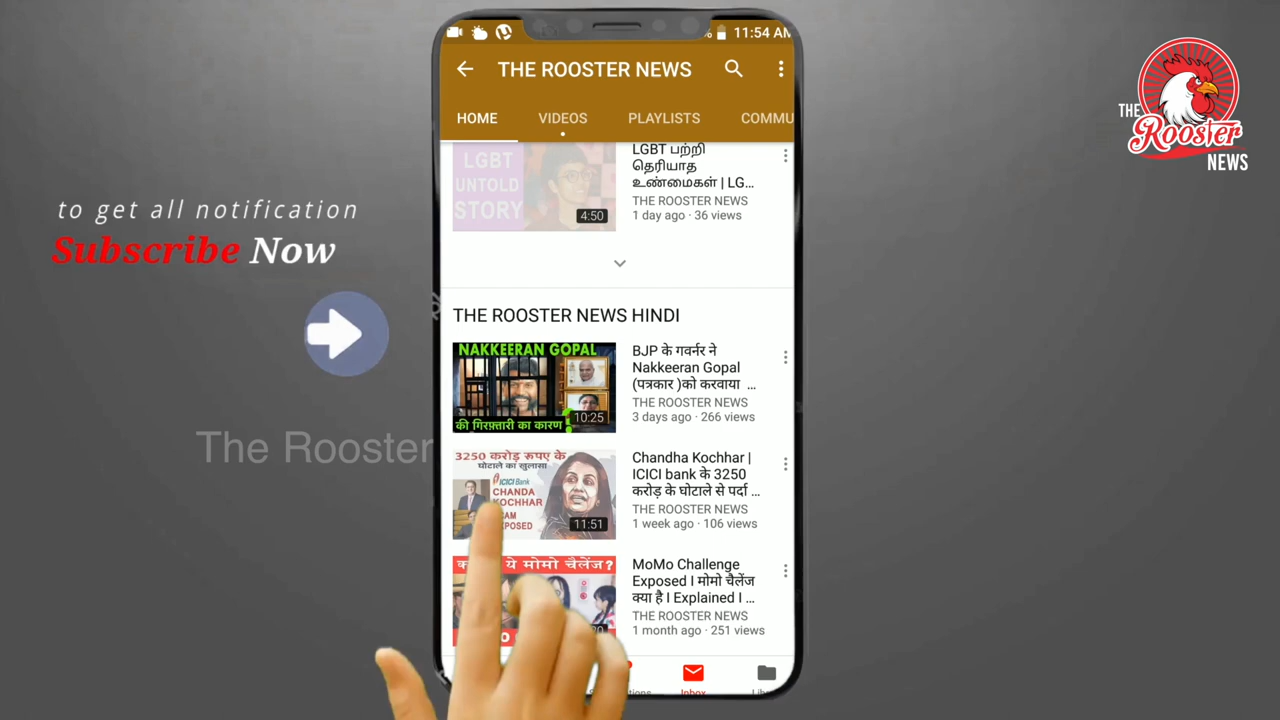 11:54 AM
THE ROOSTER NEWS
HOME
VIDEOS
PLAYLISTS
COMMU
THE
Rooster
NEWS
to get all notification
Subscribe Now
The Rooster
LGBT
UNTOLD
STORY
4:50
LGBT பற்றி
தெரியாத
உண்மைகள் | LG...
THE ROOSTER NEWS
1 day ago · 36 views
THE ROOSTER NEWS HINDI
NAKKEERAN GOPAL
की गिरफ़्तारी का कारण
10:25
BJP के गवर्नर ने
Nakkeeran Gopal
(पत्रकार )को करवाया ...
THE ROOSTER NEWS
3 days ago · 266 views
3250 करोड़ रुपए के
घोटाले का खुलासा
ICICI Bank
CHANDA
KOCHHAR
EXPOSED
11:51
Chandha Kochhar |
ICICI bank के 3250
करोड़ के घोटाले से पर्दा ...
THE ROOSTER NEWS
1 week ago · 106 views
ये मोमो चैलेंज?
MoMo Challenge
Exposed I मोमो चैलेंज
क्या है I Explained I ...
THE ROOSTER NEWS
1 month ago · 251 views
Inbox